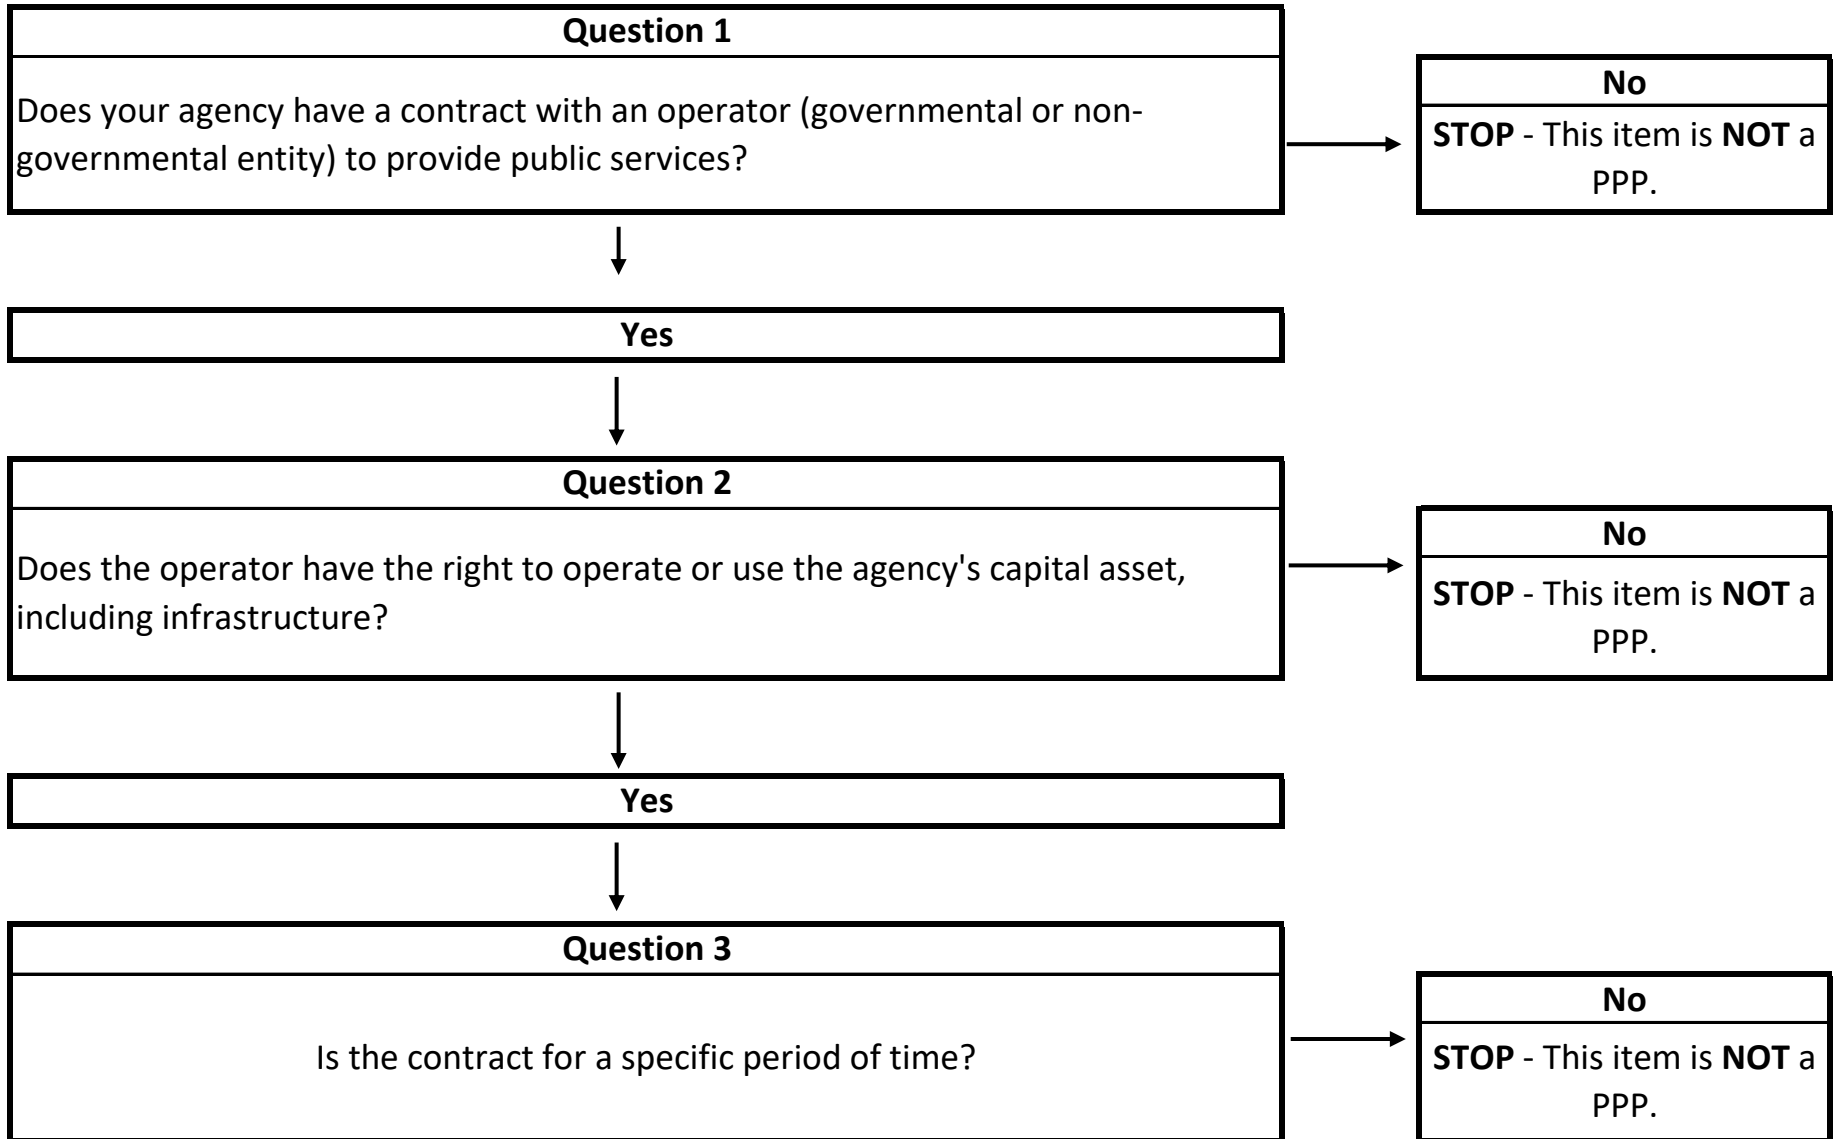 Question 1
Does your agency have a contract with an operator (governmental or non-
governmental entity) to provide public services?
No
STOP - This item is NOT a
PPP.
Yes
Question 2
Does the operator have the right to operate or use the agency's capital asset,
including infrastructure?
No
STOP - This item is NOT a
PPP.
Yes
Question 3
Is the contract for a specific period of time?
No
STOP - This item is NOT a
PPP.